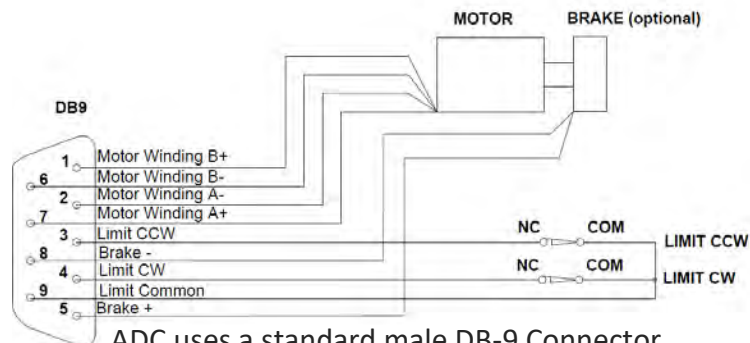 MOTOR
BRAKE (optional)
DB9
1 Motor Winding B+
6 Motor Winding B-
2 Motor Winding A-
7 Motor Winding A+
3 Limit CCW
8 Brake -
4 Limit CW
9 Limit Common
5 Brake +
NC COM LIMIT CCW
NC COM LIMIT CW
ADC uses a standard male DB-9 Connector